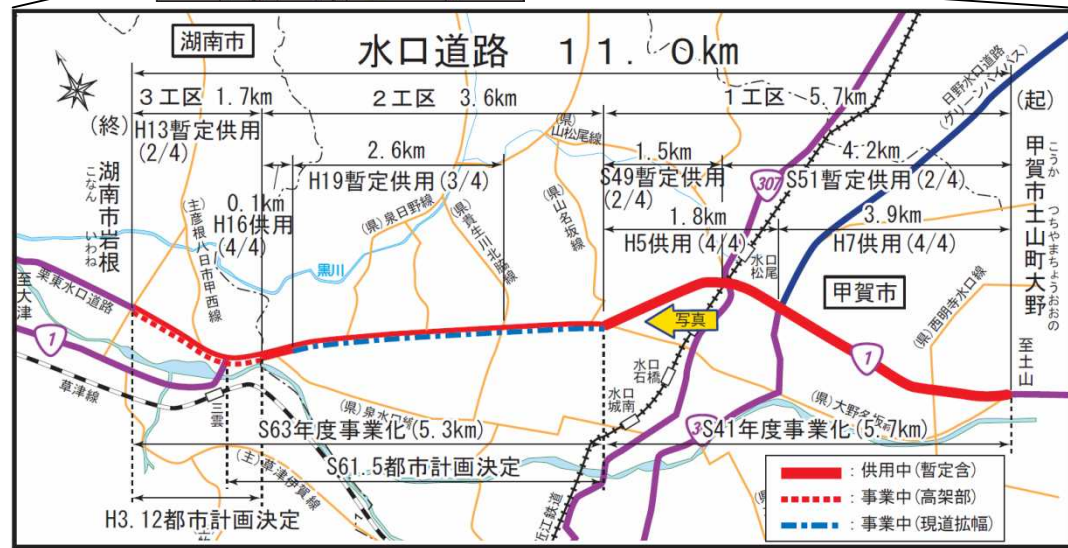 湖南市
水口道路　11.0km
3工区 1.7km
2工区 3.6km
1工区 5.7km
(終)
(起)
H13暫定供用
(2/4)
2.6km
H19暫定供用(3/4)
0.1km
H16供用
(4/4)
1.5km
S49暫定供用
(2/4)
4.2km
S51暫定供用(2/4)
1.8km
H5供用(4/4)
3.9km
H7供用(4/4)
日野水口道路
(グリーンバイパス)
湖南市岩根
こなん
いわね
甲賀市土山町大野
こうか
つちやまちょうおおの
(主)彦根八日市甲西線
(県)泉日野線
(県)貴生川北脇線
(県)山名坂線
(県)
山松尾線
307
黒川
栗東水口道路
至大津
1
水口
松尾
甲賀市
(県)西明寺水口線
写真
1
至土山
草津線
三雲
水口
石橋
水口
城南
(県)泉水口線
(県)大野名坂線
S63年度事業化(5.3km)
S41年度事業化(5.7km)
S61.5都市計画決定
(主)草津伊賀線
H3.12都市計画決定
近江鉄道
:供用中(暫定含)
:事業中(高架部)
:事業中(現道拡幅)